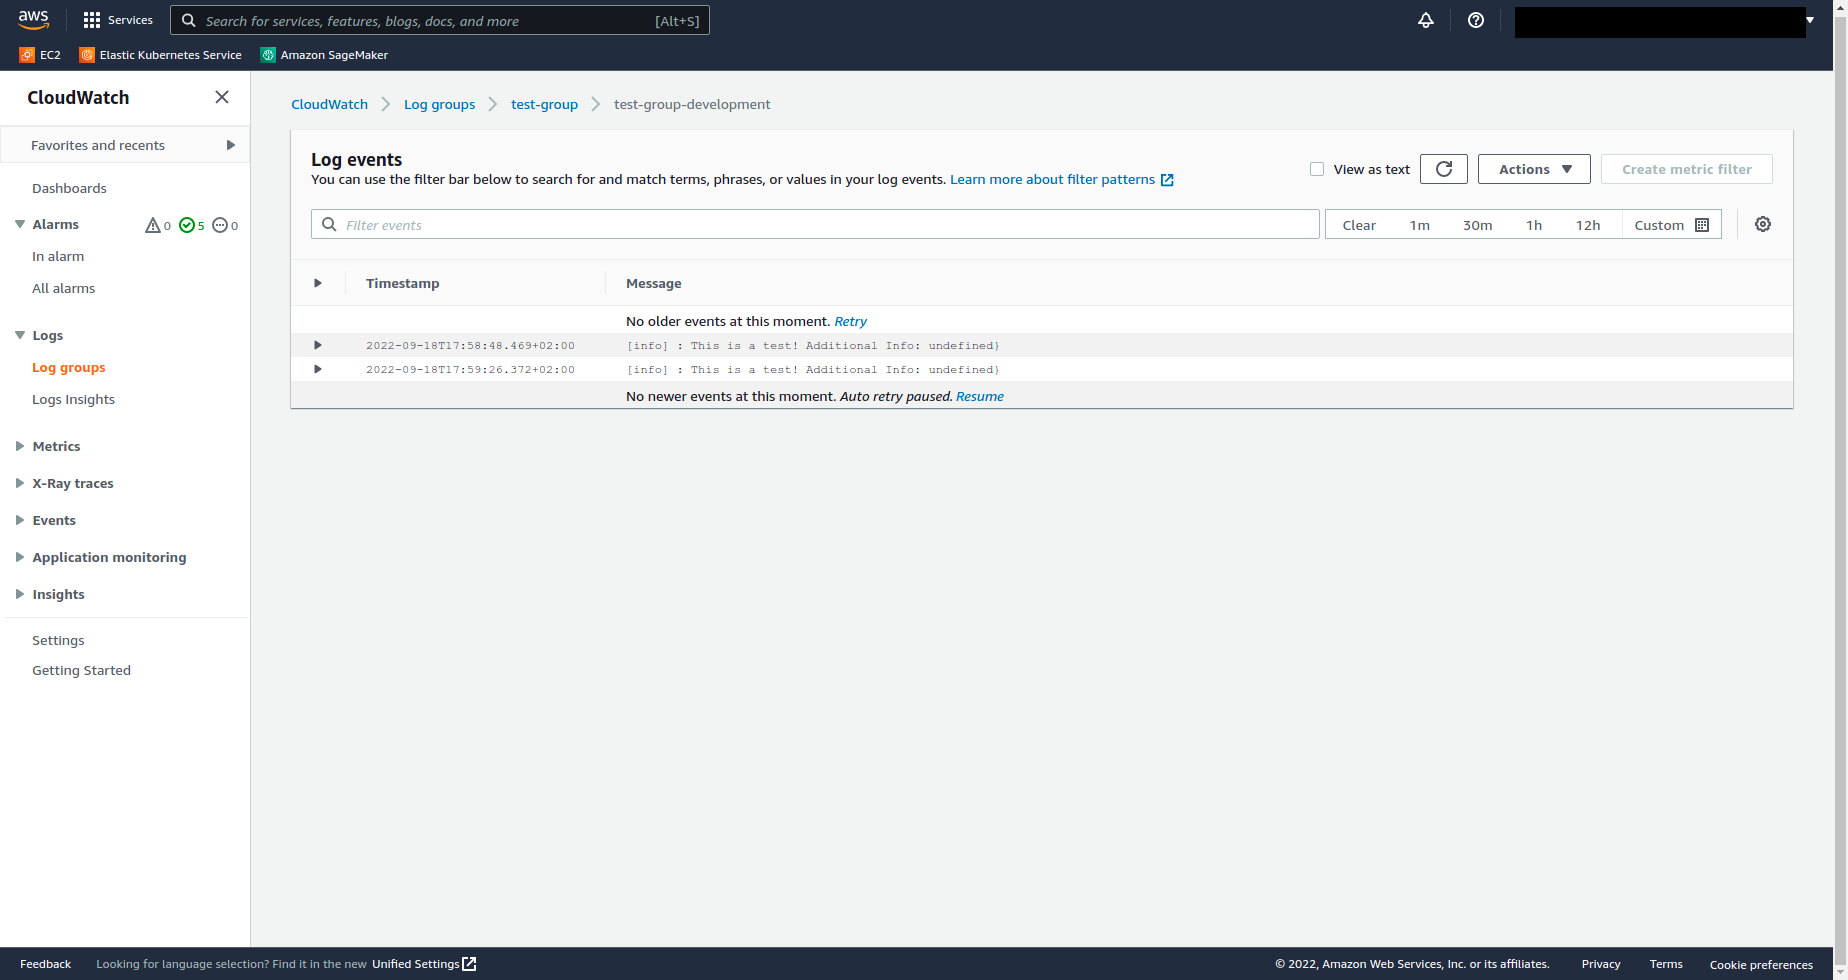 aws
Services
Search for services, features, blogs, docs, and more [Alt+S]
EC2 Elastic Kubernetes Service Amazon SageMaker
CloudWatch
Favorites and recents
Dashboards
Alarms 0 5 0
In alarm
All alarms
Logs
Log groups
Logs Insights
Metrics
X-Ray traces
Events
Application monitoring
Insights
Settings
Getting Started
CloudWatch Log groups test-group test-group-development
Log events
You can use the filter bar below to search for and match terms, phrases, or values in your log events. Learn more about filter patterns
View as text Actions Create metric filter
Filter events
Clear 1m 30m 1h 12h Custom
Timestamp Message
No older events at this moment. Retry
2022-09-18T17:58:48.469+02:00 [info] : This is a test! Additional Info: undefined}
2022-09-18T17:59:26.372+02:00 [info] : This is a test! Additional Info: undefined}
No newer events at this moment. Auto retry paused. Resume
Feedback Looking for language selection? Find it in the new Unified Settings
© 2022, Amazon Web Services, Inc. or its affiliates. Privacy Terms Cookie preferences